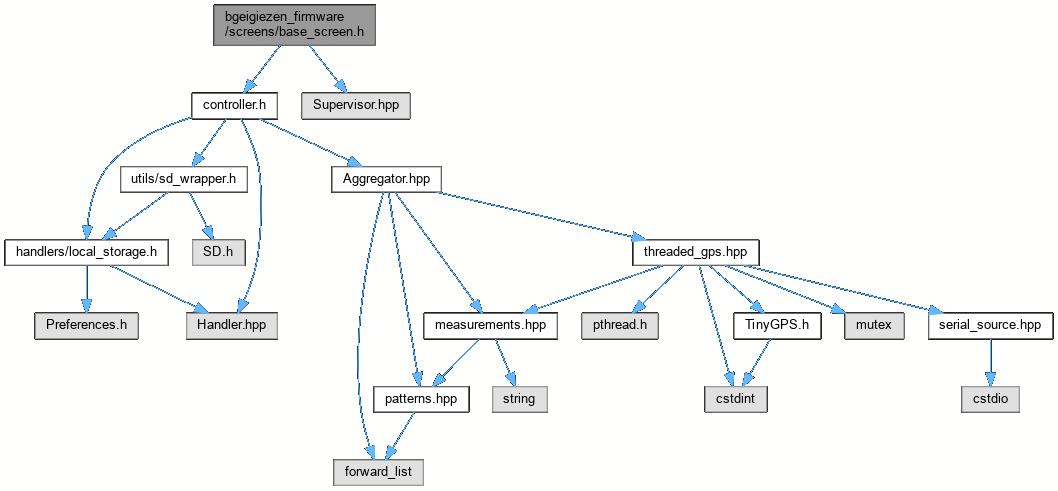 bgeigiezen_firmware
/screens/base_screen.h
controller.h
Supervisor.hpp
utils/sd_wrapper.h
Aggregator.hpp
handlers/local_storage.h
SD.h
threaded_gps.hpp
Preferences.h
Handler.hpp
measurements.hpp
pthread.h
TinyGPS.h
mutex
serial_source.hpp
patterns.hpp
string
cstdint
cstdio
forward_list